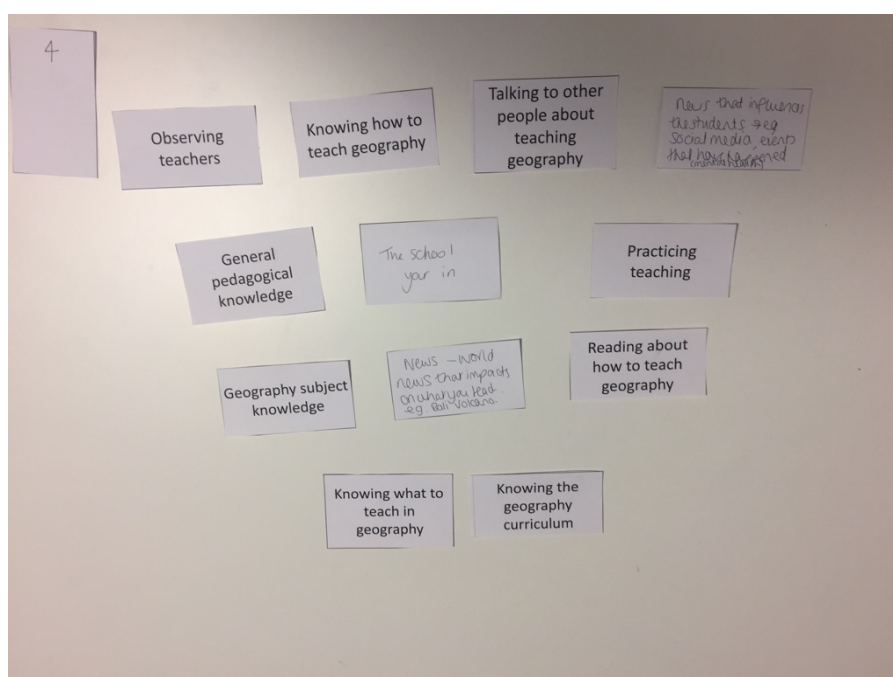 4
Observing
teachers
Knowing how to
teach geography
Talking to other
people about
teaching
geography
News that influences
the students eg
social media, events
that have happened
General
pedagogical
knowledge
The school
your in
Practicing
teaching
Geography subject
knowledge
News – world
news that impacts
on what you teach
eg Bali Volcano.
Reading about
how to teach
geography
Knowing what to
teach in
geography
Knowing the
geography
curriculum